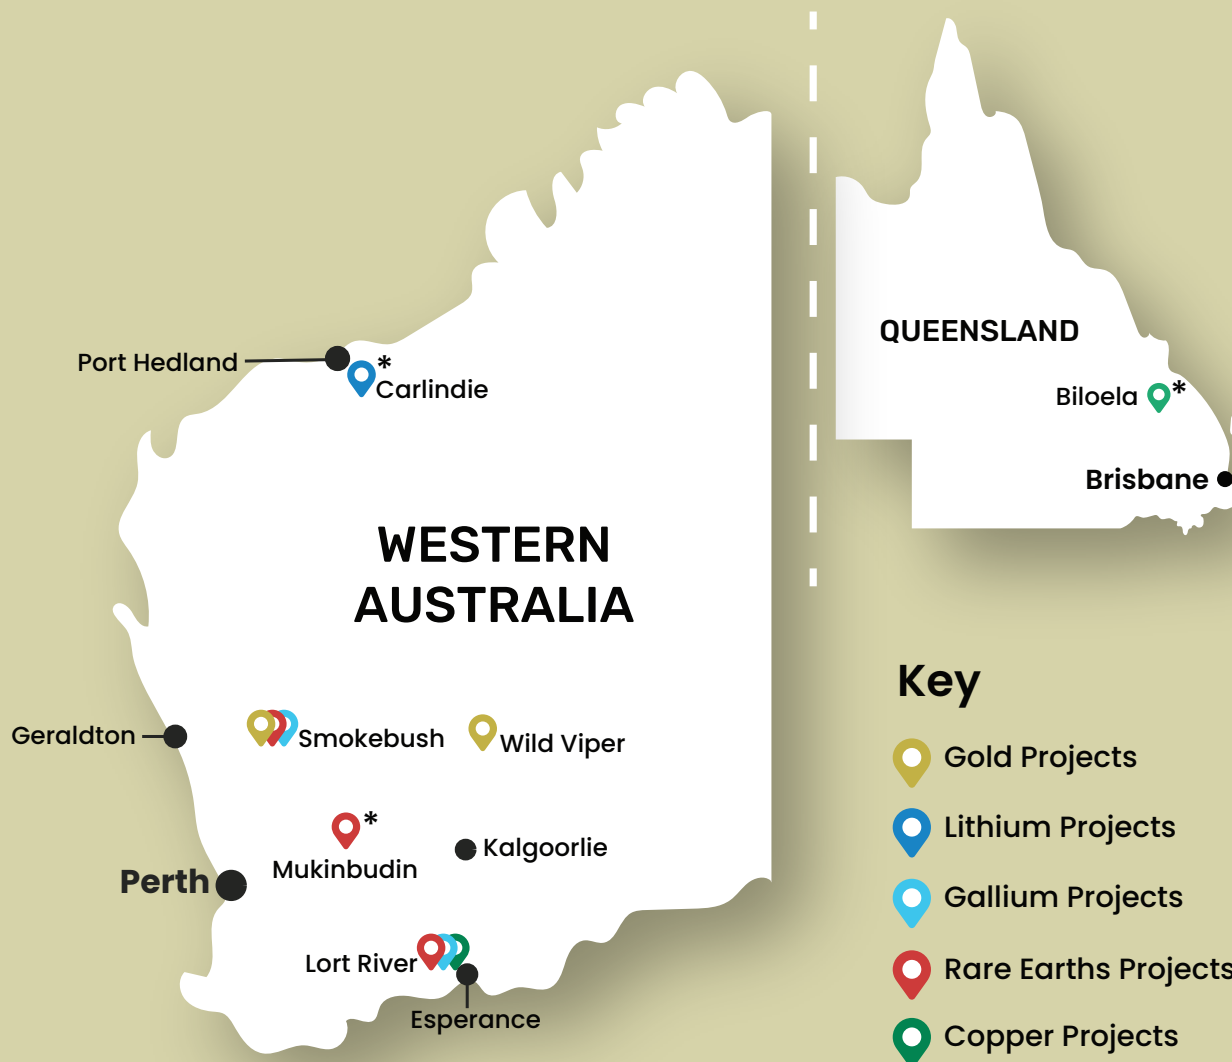 Port Hedland
*
Carlindie
WESTERN
AUSTRALIA
Geraldton
Smokebush
Wild Viper
*
Mukinbudin
Kalgoorlie
Perth
Lort River
Esperance
QUEENSLAND
Biloela *
Brisbane
Key
Gold Projects
Lithium Projects
Gallium Projects
Rare Earths Projects
Copper Projects